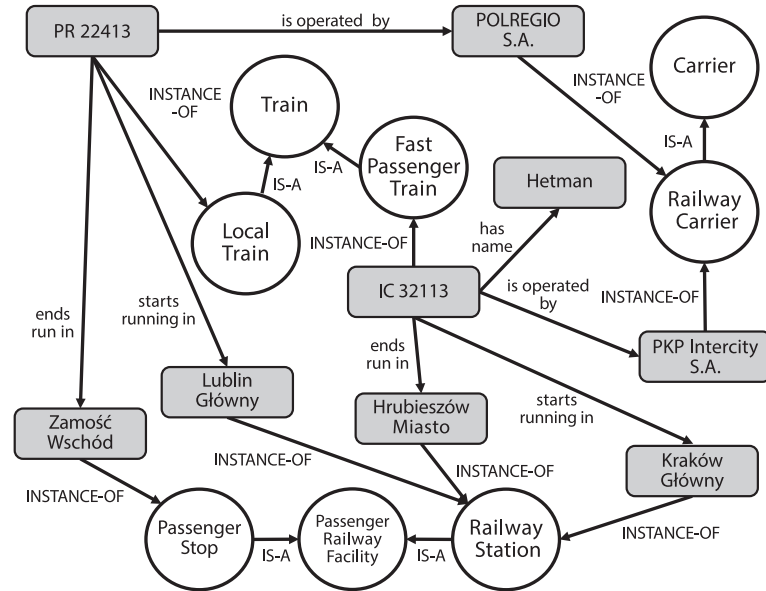 PR 22413
is operated by
POLREGIO
S.A.
Carrier
INSTANCE
-OF
Train
INSTANCE
-OF
IS-A
Fast
Passenger
Train
IS-A
IS-A
Hetman
Railway
Carrier
Local
Train
INSTANCE-OF
has
name
IC 32113
is operated
by
INSTANCE-OF
ends
run in
starts
running in
ends
run in
PKP Intercity
S.A.
Lublin
Główny
Hrubieszów
Miasto
starts
running in
Zamość
Wschód
Kraków
Główny
INSTANCE-OF
INSTANCE-OF
INSTANCE-OF
INSTANCE-OF
Passenger
Stop
IS-A
Passenger
Railway
Facility
IS-A
Railway
Station